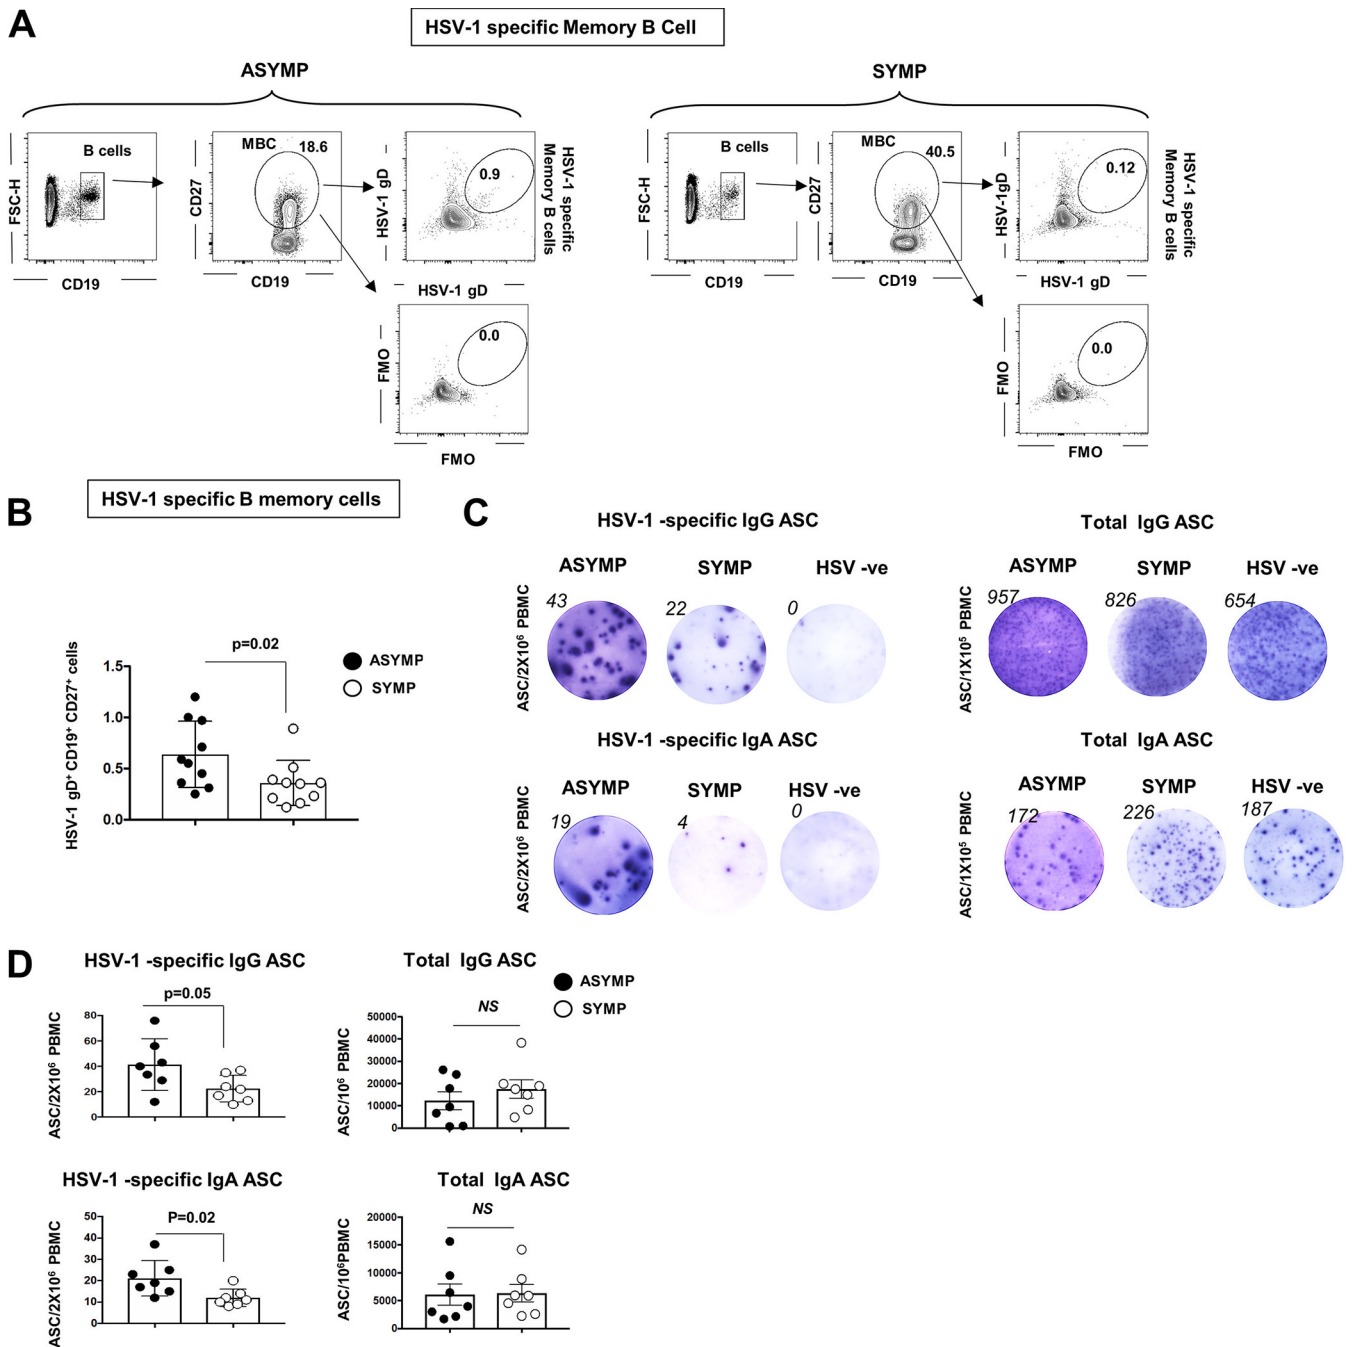 A
HSV-1 specific Memory B Cell
ASYMP
SYMP
FSC-H
B cells
CD19
CD27
MBC 18.6
CD19
HSV-1 gD
0.9
HSV-1 specific
Memory B cells
HSV-1 gD
FMO
0.0
FMO
FSC-H
B cells
CD19
CD27
MBC
40.5
CD19
HSV-1gD
0.12
HSV-1 specific
Memory B cells
HSV-1 gD
FMO
0.0
FMO
B
HSV-1 specific B memory cells
HSV-1 gD⁺ CD19⁺ CD27⁺ cells
p=0.02
1.5
1.0
0.5
0.0
ASYMP
SYMP
C
HSV-1 -specific IgG ASC
ASYMP SYMP HSV -ve
ASC/2X10⁶ PBMC
43 22 0
Total IgG ASC
ASYMP SYMP HSV -ve
ASC/1X10⁵ PBMC
957 826 654
HSV-1 -specific IgA ASC
ASYMP SYMP HSV -ve
ASC/2X10⁶ PBMC
19 4 0
Total IgA ASC
ASYMP SYMP HSV -ve
ASC/1X10⁵ PBMC
172 226 187
D
HSV-1 -specific IgG ASC
p=0.05
ASC/2X10⁶ PBMC
80
60
40
20
0
Total IgG ASC
NS
ASC/10⁶ PBMC
50000
40000
30000
20000
10000
0
ASYMP
SYMP
HSV-1 -specific IgA ASC
P=0.02
ASC/2X10⁶ PBMC
50
40
30
20
10
0
Total IgA ASC
NS
ASC/10⁶PBMC
20000
15000
10000
5000
0